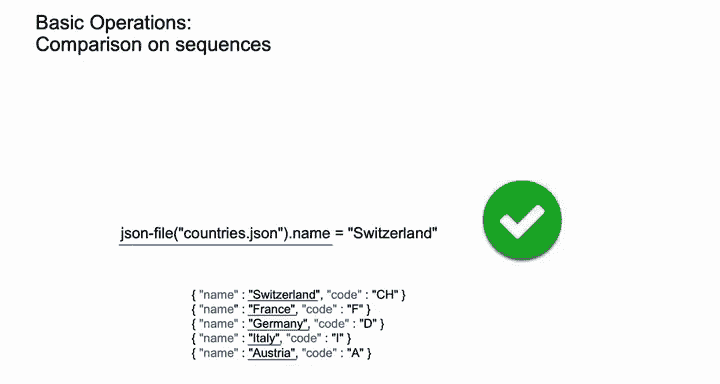 Basic Operations:
Comparison on sequences
json-file("countries.json").name = "Switzerland"
{ "name" : "Switzerland", "code" : "CH" }
{ "name" : "France", "code" : "F" }
{ "name" : "Germany", "code" : "D" }
{ "name" : "Italy", "code" : "I" }
{ "name" : "Austria", "code" : "A" }